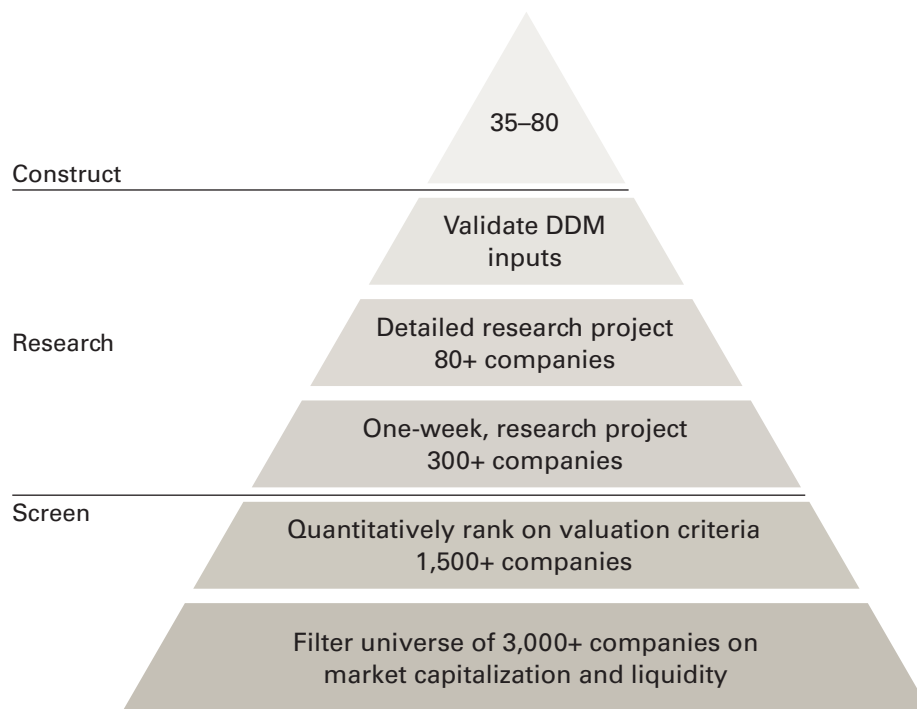 35–80
Construct
Validate DDM
inputs
Research
Detailed research project
80+ companies
One-week, research project
300+ companies
Screen
Quantitatively rank on valuation criteria
1,500+ companies
Filter universe of 3,000+ companies on
market capitalization and liquidity